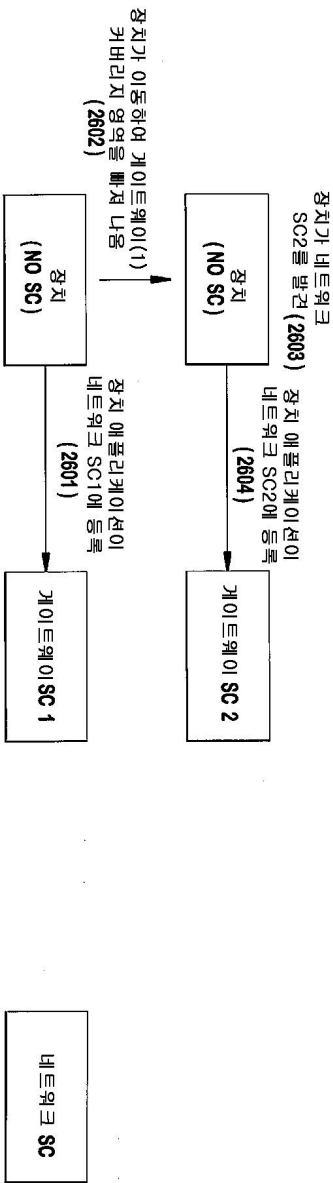 장치가 네트워크
SC2를 발견 (2603)
장치 애플리케이션이
네트워크 SC2에 등록
(2604)
장치
(NO SC)
게이트웨이 SC 2
장치가 이동하여 게이트웨이(1)
커버리지 영역을 빠져 나옴
(2602)
장치 애플리케이션이
네트워크 SC1에 등록
(2601)
장치
(NO SC)
게이트웨이 SC 1
네트워크 SC